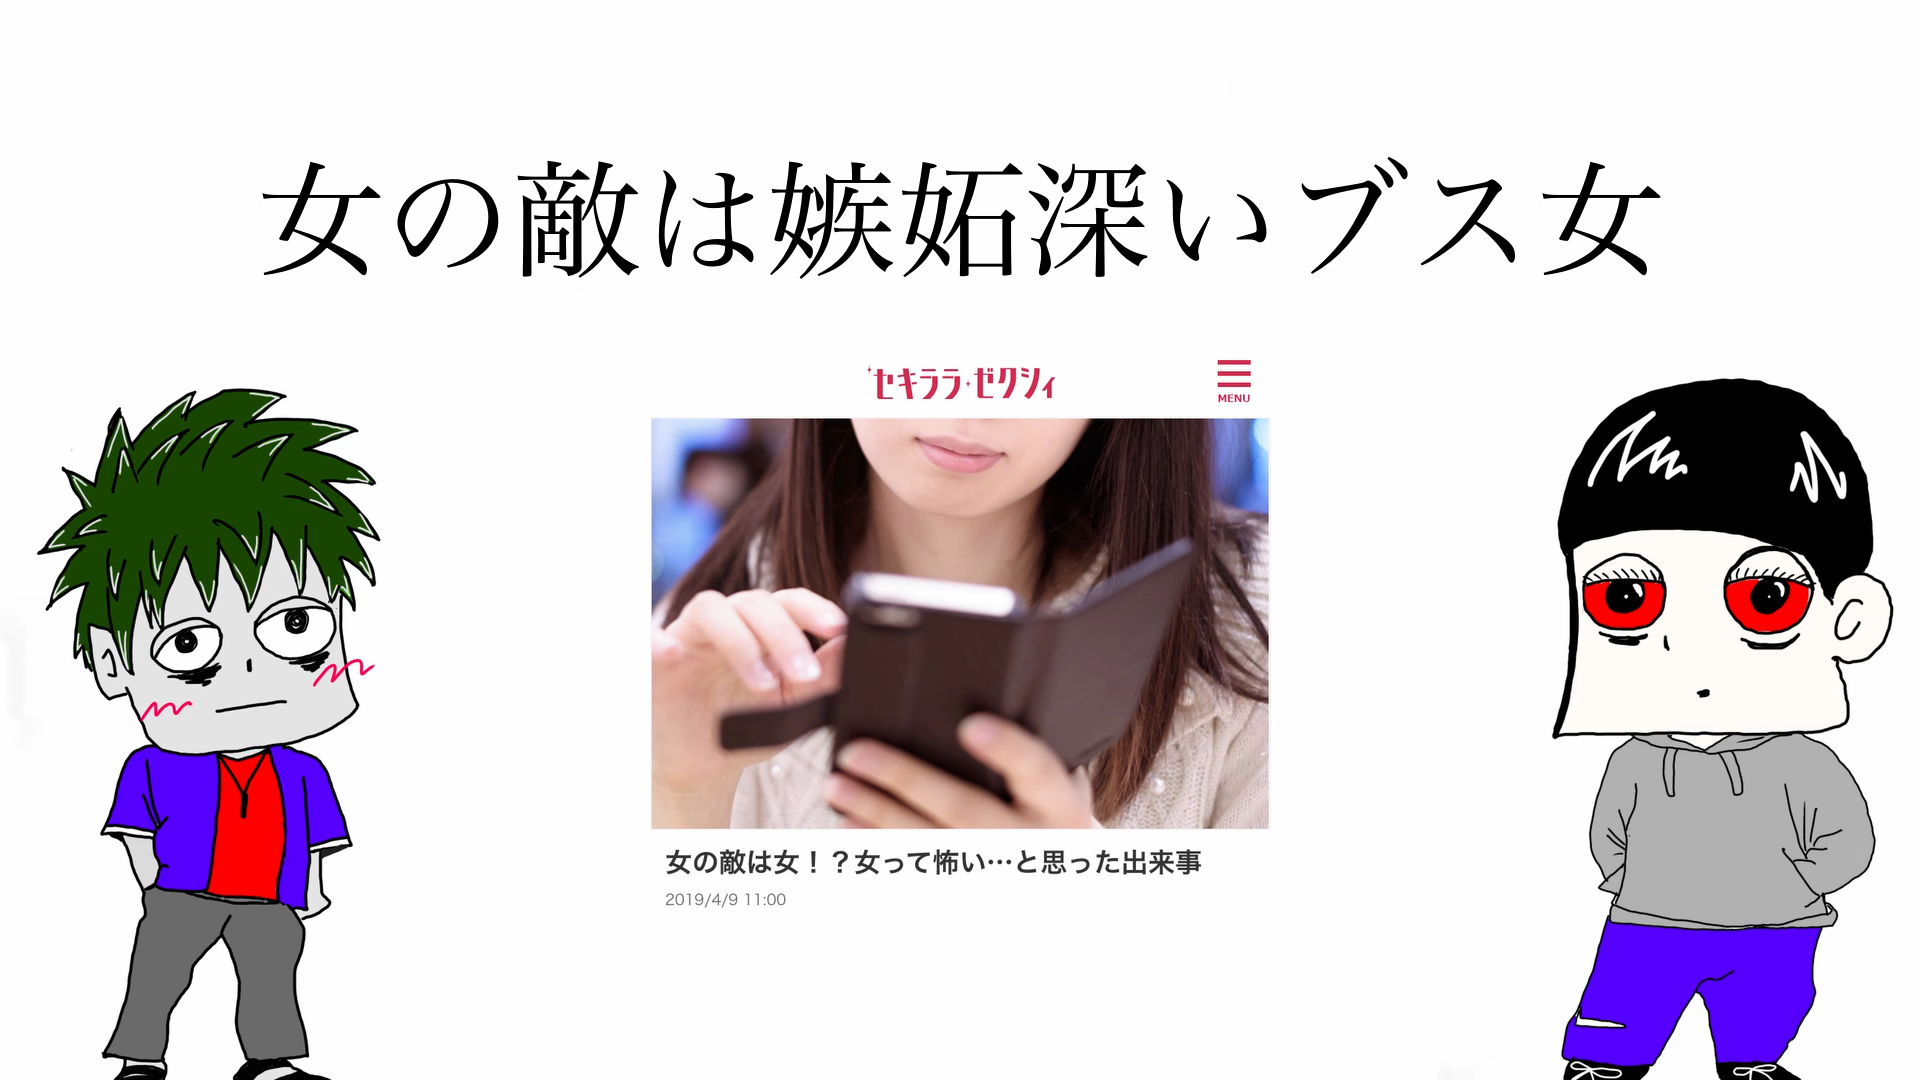 女の敵は嫉妬深いブス女
セキララ・ゼクシィ
MENU
女の敵は女！？女って怖い…と思った出来事
2019/4/9 11:00